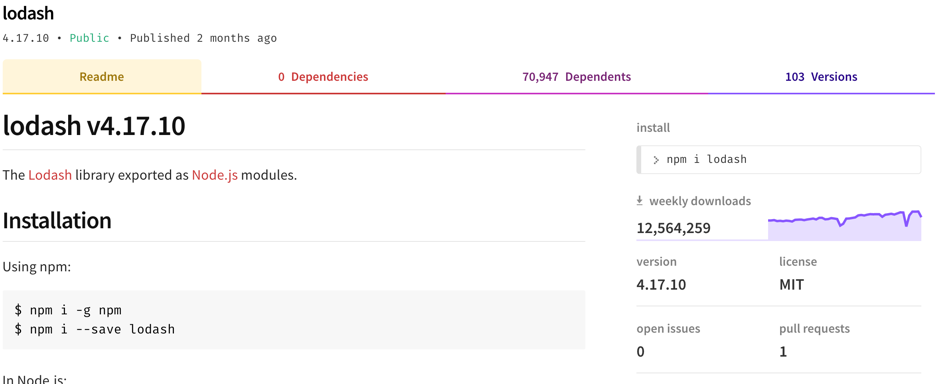 lodash
4.17.10 • Public • Published 2 months ago
Readme
0 Dependencies
70,947 Dependents
103 Versions
lodash v4.17.10
The Lodash library exported as Node.js modules.
Installation
Using npm:
$ npm i -g npm
$ npm i --save lodash
In Node.js:
install
> npm i lodash
weekly downloads
12,564,259
version
license
4.17.10
MIT
open issues
pull requests
0
1